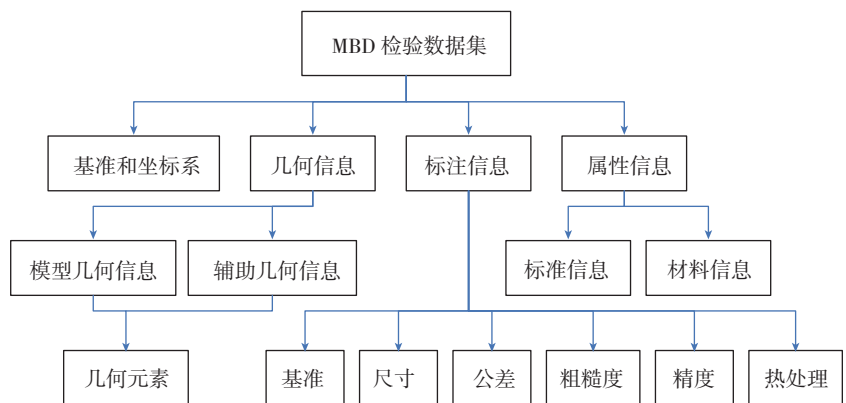 MBD 检验数据集
基准和坐标系
几何信息
标注信息
属性信息
模型几何信息
辅助几何信息
标准信息
材料信息
几何元素
基准
尺寸
公差
粗糙度
精度
热处理